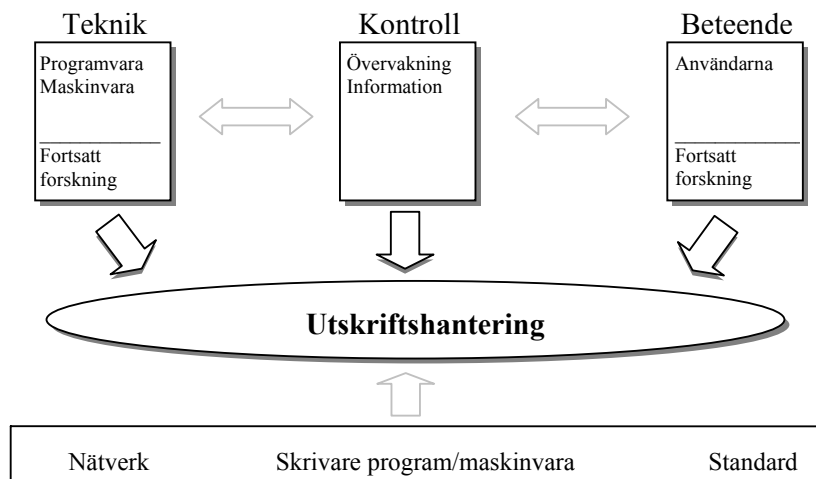 Teknik
Kontroll
Beteende
Programvara
Maskinvara
Fortsatt
forskning
Övervakning
Information
Användarna
Fortsatt
forskning
Utskriftshantering
Nätverk
Skrivare program/maskinvara
Standard